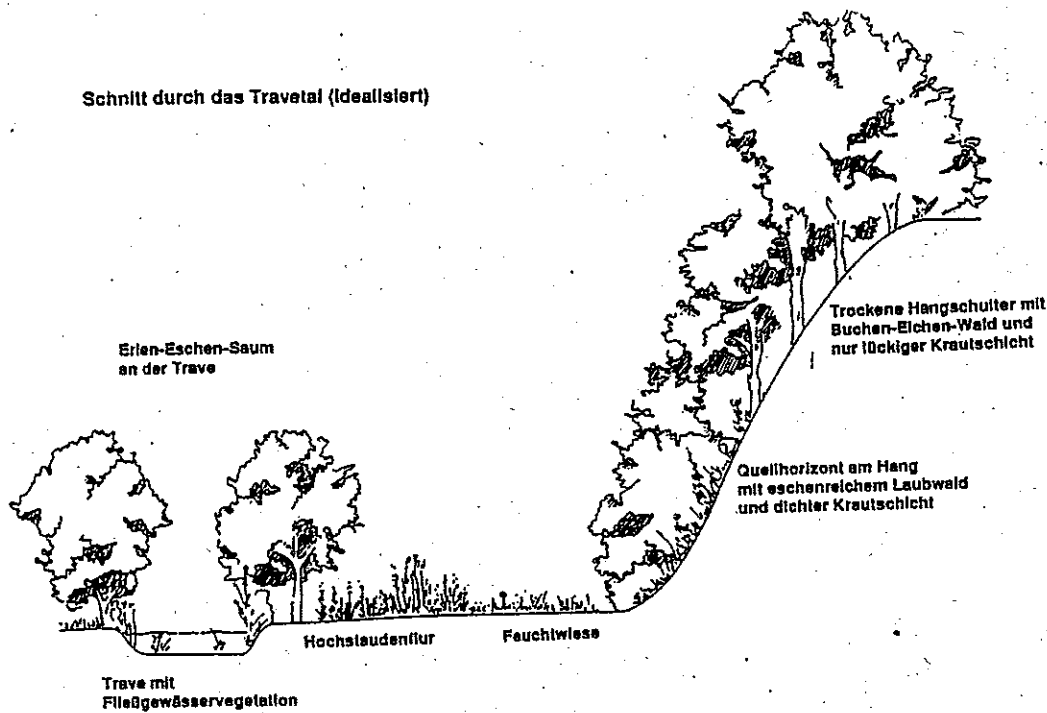 Schnitt durch das Travetal (idealisiert)
Erlen-Eschen-Saum
an der Trave
Trockene Hangschulter mit
Buchen-Eichen-Wald und
nur lückiger Krautschicht
Quellhorizont am Hang
mit eschenreichem Laubwald
und dichter Krautschicht
Hochstaudenflur
Feuchtwiese
Trave mit
Fließgewässervegetation